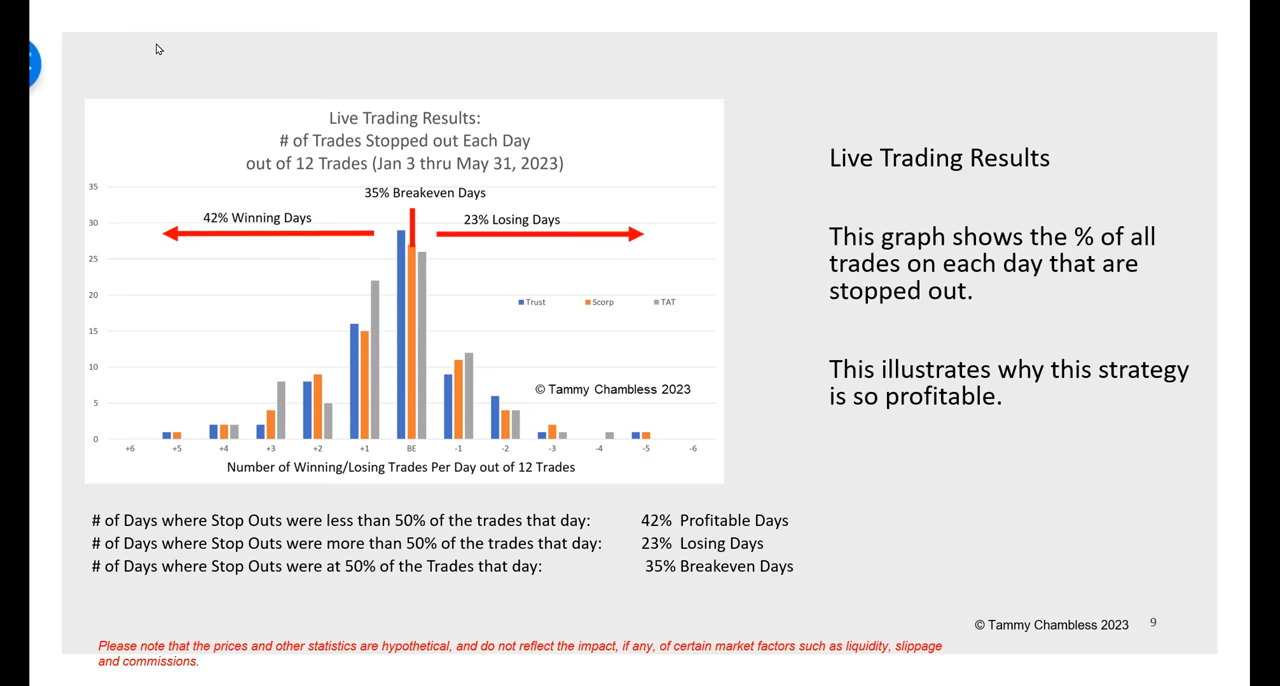 Live Trading Results:
# of Trades Stopped out Each Day
out of 12 Trades (Jan 3 thru May 31, 2023)
35
35% Breakeven Days
42% Winning Days
23% Losing Days
30
25
20
Trust Scorp TAT
15
10
© Tammy Chambless 2023
5
0
+6 +5 +4 +3 +2 +1 BE -1 -2 -3 -4 -5 -6
Number of Winning/Losing Trades Per Day out of 12 Trades
Live Trading Results
This graph shows the % of all
trades on each day that are
stopped out.
This illustrates why this strategy
is so profitable.
# of Days where Stop Outs were less than 50% of the trades that day: 42% Profitable Days
# of Days where Stop Outs were more than 50% of the trades that day: 23% Losing Days
# of Days where Stop Outs were at 50% of the Trades that day: 35% Breakeven Days
© Tammy Chambless 2023 9
Please note that the prices and other statistics are hypothetical, and do not reflect the impact, if any, of certain market factors such as liquidity, slippage
and commissions.